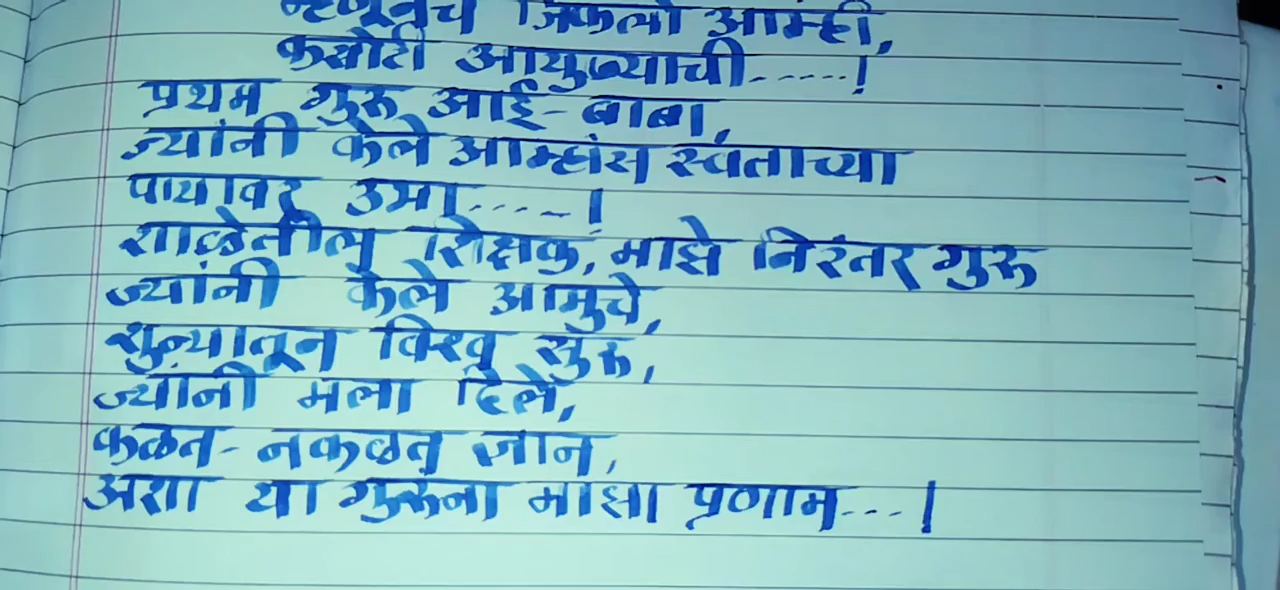 म्हणूनच जिंकलो आम्ही,
कसोटी आयुष्याची.....!
प्रथम गुरू आई-बाबा,
ज्यांनी केले आम्हांस स्वताच्या
पायावर उभा.....!
शाळेतील शिक्षक, माझे निरंतर गुरू
ज्यांनी केले आमुचे,
शुन्यातून विश्व सुरू,
ज्यांनी मला दिले,
कळत-नकळत ज्ञान,
अशा या गुरूंना माझा प्रणाम...!